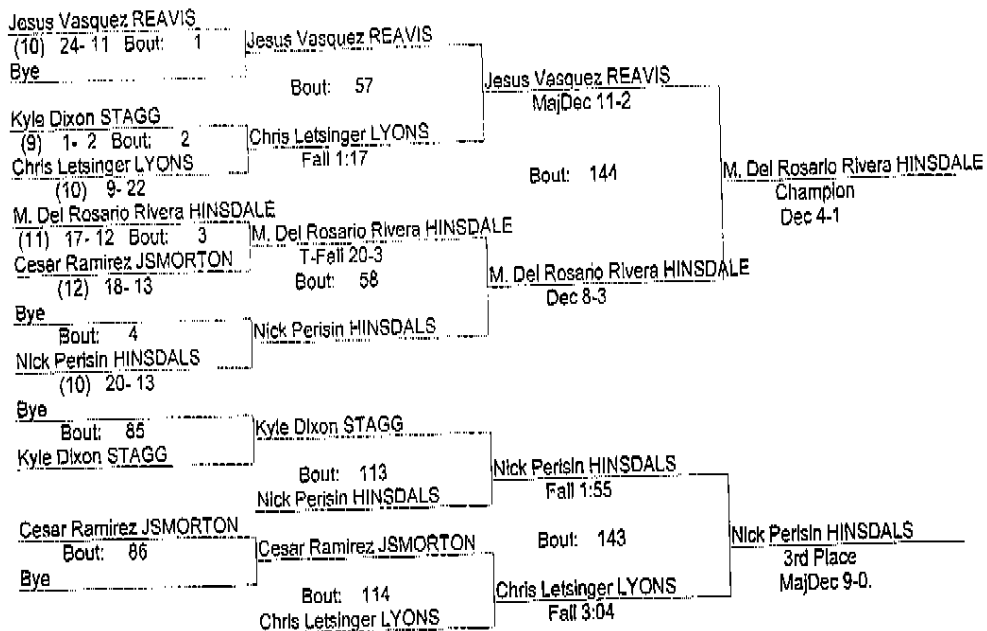 Jesus Vasquez REAVIS
(10) 24- 11 Bout: 1
Bye
Jesus Vasquez REAVIS
Bout: 57
Kyle Dixon STAGG
(9) 1- 2 Bout: 2
Chris Letsinger LYONS
(10) 9- 22
Chris Letsinger LYONS
Fall 1:17
Jesus Vasquez REAVIS
MajDec 11-2
Bout: 144
M. Del Rosario Rivera HINSDALE
(11) 17- 12 Bout: 3
Cesar Ramirez JSMORTON
(12) 18- 13
M. Del Rosario Rivera HINSDALE
T-Fall 20-3
Bout: 58
Bye
Bout: 4
Nick Perisin HINSDALS
(10) 20- 13
Nick Perisin HINSDALS
M. Del Rosario Rivera HINSDALE
Dec 8-3
M. Del Rosario Rivera HINSDALE
Champion
Dec 4-1
Bye
Bout: 85
Kyle Dixon STAGG
Kyle Dixon STAGG
Bout: 113
Nick Perisin HINSDALS
Nick Perisin HINSDALS
Fall 1:55
Bout: 143
Cesar Ramirez JSMORTON
Bout: 86
Bye
Cesar Ramirez JSMORTON
Bout: 114
Chris Letsinger LYONS
Chris Letsinger LYONS
Fall 3:04
Nick Perisin HINSDALS
3rd Place
MajDec 9-0.